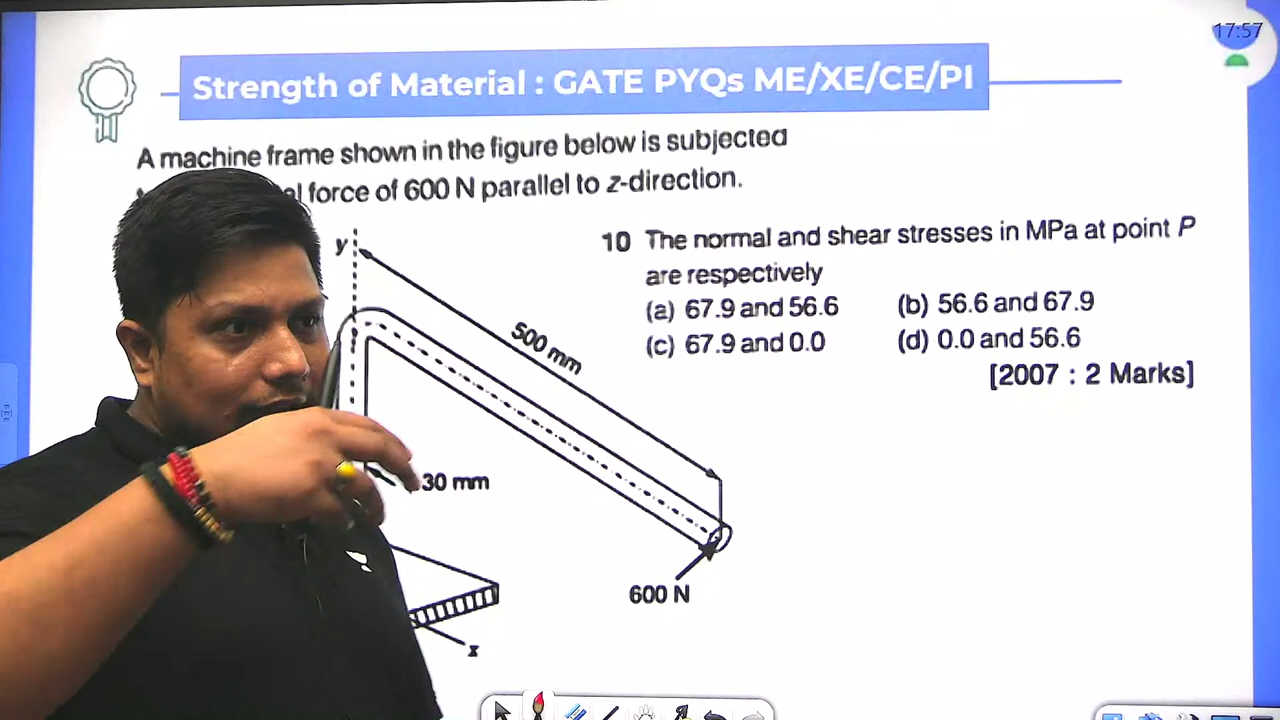 17:57
Strength of Material : GATE PYQs ME/XE/CE/PI
A machine frame shown in the figure below is subjected
force of 600 N parallel to z-direction.
y
500 mm
30 mm
600 N
x
10 The normal and shear stresses in MPa at point P
are respectively
(a) 67.9 and 56.6 (b) 56.6 and 67.9
(c) 67.9 and 0.0 (d) 0.0 and 56.6
[2007 : 2 Marks]